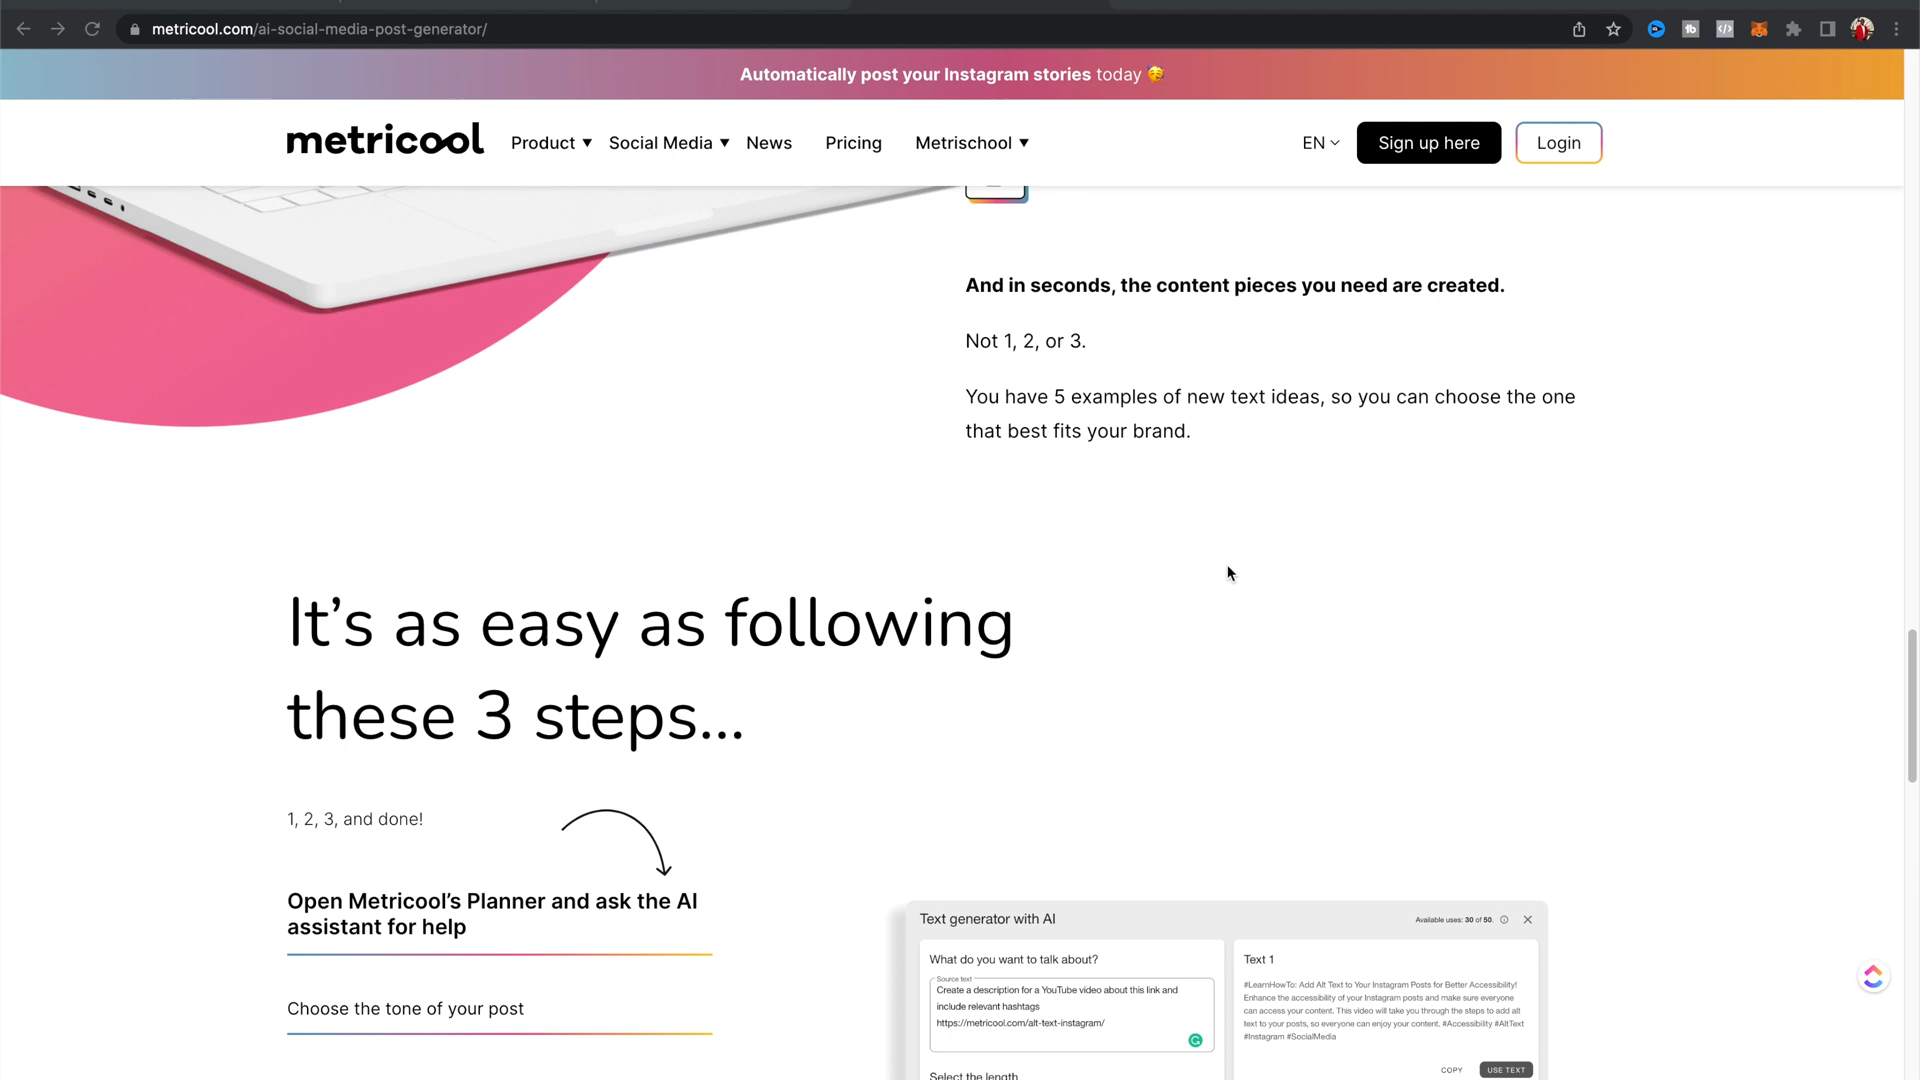 metricool.com/ai-social-media-post-generator/
Automatically post your Instagram stories today 🥳
metricool
Product ▼
Social Media ▼
News
Pricing
Metrischool ▼
EN
Sign up here
Login
And in seconds, the content pieces you need are created.
Not 1, 2, or 3.
You have 5 examples of new text ideas, so you can choose the one
that best fits your brand.
It’s as easy as following
these 3 steps…
1, 2, 3, and done!
Open Metricool’s Planner and ask the AI
assistant for help
Choose the tone of your post
Text generator with AI
Available uses: 30 of 50.
What do you want to talk about?
Source text
Create a description for a YouTube video about this link and
include relevant hashtags
https://metricool.com/alt-text-instagram/
Select the length
Text 1
#LearnHowTo: Add Alt Text to Your Instagram Posts for Better Accessibility!
Enhance the accessibility of your Instagram posts and make sure everyone
can access your content. This video will take you through the steps to add alt
text to your posts, so everyone can enjoy your content. #Accessibility #AltText
#Instagram #SocialMedia
COPY
USE TEXT